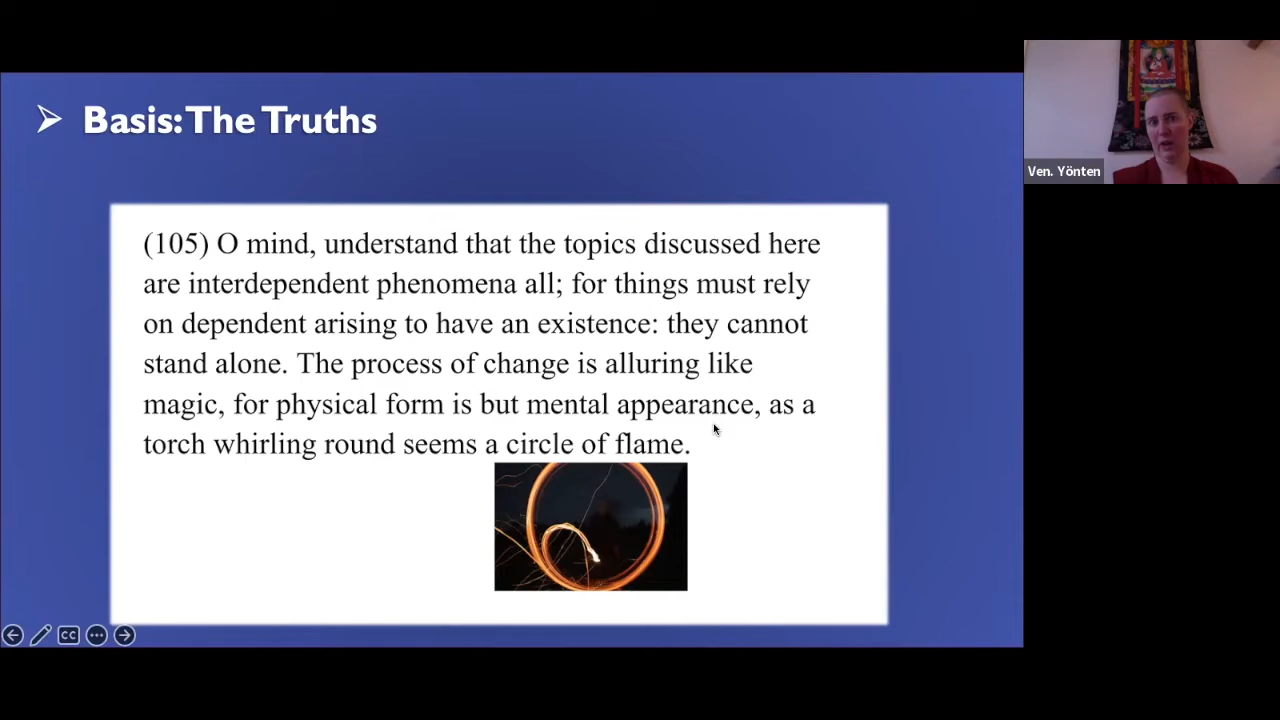 Basis: The Truths
(105) O mind, understand that the topics discussed here
are interdependent phenomena all; for things must rely
on dependent arising to have an existence: they cannot
stand alone. The process of change is alluring like
magic, for physical form is but mental appearance, as a
torch whirling round seems a circle of flame.
Ven. Yönten
CC